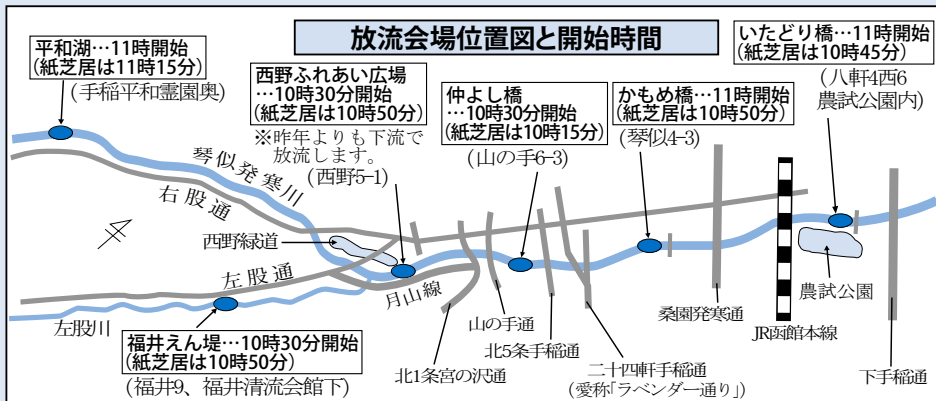 放流会場位置図と開始時間
平和湖…11時開始
(紙芝居は11時15分)
(手稲平和霊園奥)
西野ふれあい広場
…10時30分開始
(紙芝居は10時50分)
※昨年よりも下流で
放流します。
(西野5-1)
仲よし橋
…10時30分開始
(紙芝居は10時15分)
(山の手6-3)
かもめ橋…11時開始
(紙芝居は10時50分)
(琴似4-3)
いたどり橋…11時開始
(紙芝居は10時45分)
(八軒4西6
農試公園内)
琴似発寒川
右股通
西野緑道
左股通
左股川
月山線
福井えん堤…10時30分開始
(紙芝居は10時50分)
(福井9、福井清流会館下)
北1条宮の沢通
山の手通
北5条手稲通
二十四軒手稲通
(愛称「ラベンダー通り」)
桑園発寒通
JR函館本線
農試公園
下手稲通